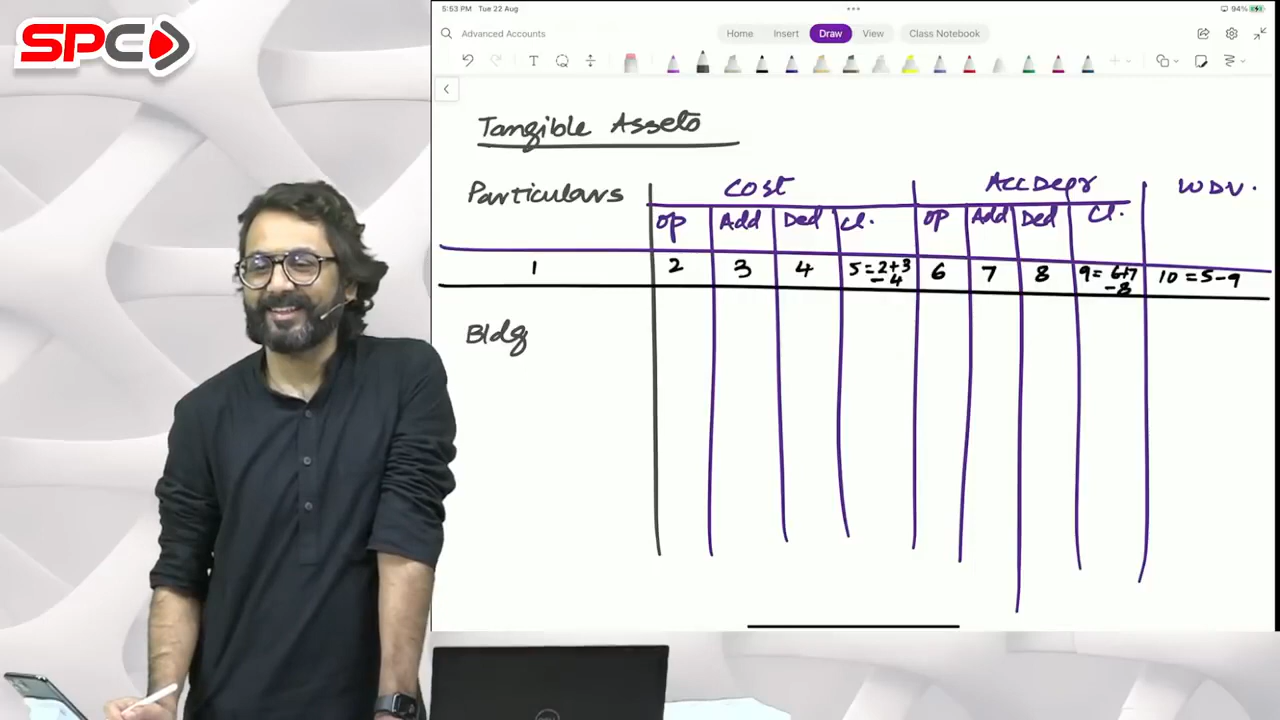 SPC
5:53 PM Tue 22 Aug
94%
Advanced Accounts
Home Insert Draw View Class Notebook
Tangible Assets
Particulars Cost Acc Depr WDV.
Op Add Ded Cl. Op Add Ded Cl.
1 2 3 4 5=2+3-4 6 7 8 9=6+7-8 10=5-9
Bldg